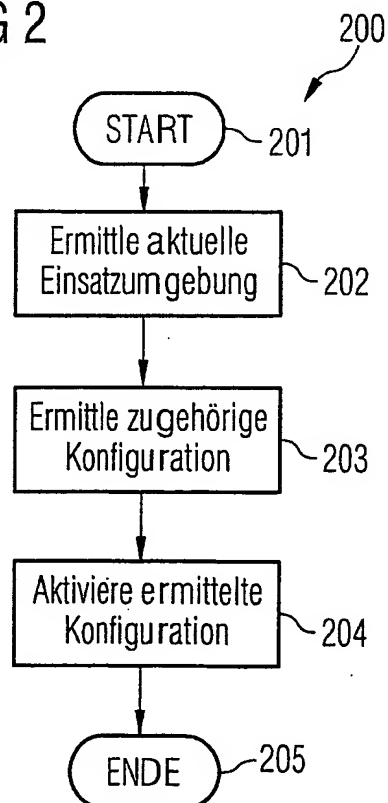 G 2
200
START
201
Ermittle aktuelle
Einsatzumgebung
202
Ermittle zugehörige
Konfiguration
203
Aktiviere ermittelte
Konfiguration
204
ENDE
205